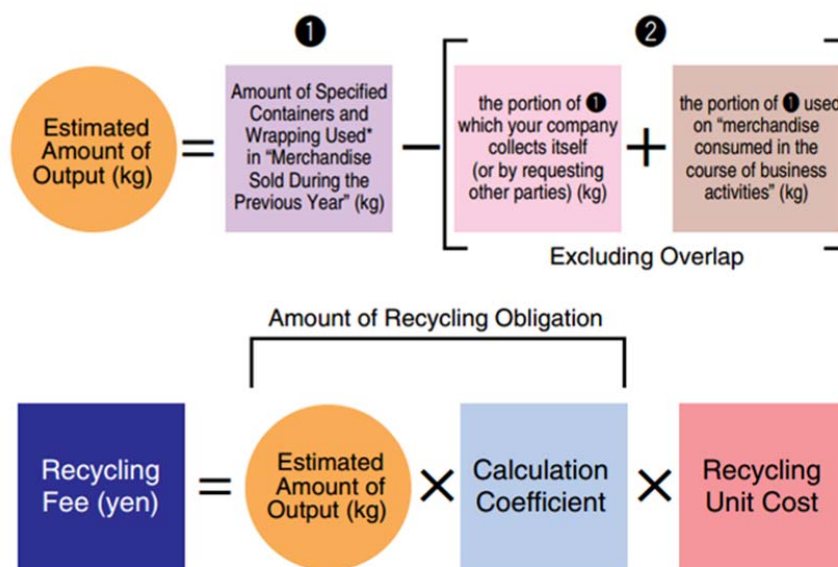 ❶
❷
Estimated
Amount of
Output (kg)
=
Amount of Specified
Containers and
Wrapping Used*
in “Merchandise
Sold During the
Previous Year” (kg)
−
the portion of ❶
which your company
collects itself
(or by requesting
other parties) (kg)
+
the portion of ❶ used
on “merchandise
consumed in the
course of business
activities” (kg)
Excluding Overlap
Amount of Recycling Obligation
Recycling
Fee (yen)
=
Estimated
Amount of
Output (kg)
×
Calculation
Coefficient
×
Recycling
Unit Cost